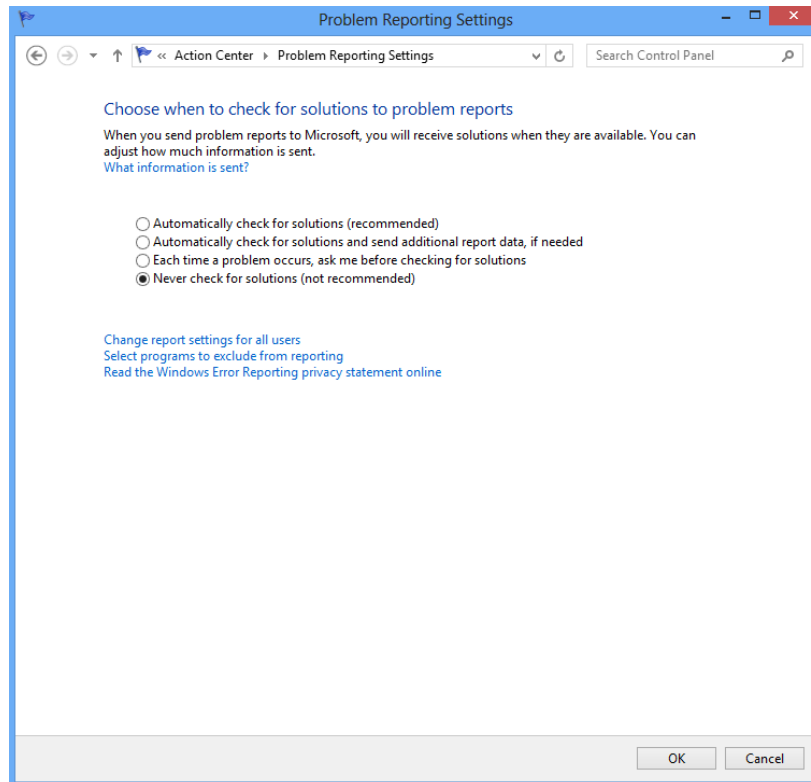 Problem Reporting Settings
« Action Center Problem Reporting Settings Search Control Panel
Choose when to check for solutions to problem reports
When you send problem reports to Microsoft, you will receive solutions when they are available. You can
adjust how much information is sent.
What information is sent?
Automatically check for solutions (recommended)
Automatically check for solutions and send additional report data, if needed
Each time a problem occurs, ask me before checking for solutions
Never check for solutions (not recommended)
Change report settings for all users
Select programs to exclude from reporting
Read the Windows Error Reporting privacy statement online
OK Cancel